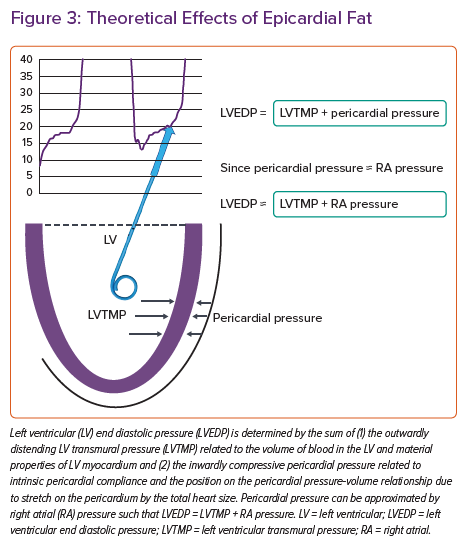 Figure 3: Theoretical Effects of Epicardial Fat
40
35
30
25
20
15
10
5
0
LVEDP = LVTMP + pericardial pressure
Since pericardial pressure ≈ RA pressure
LVEDP ≈ LVTMP + RA pressure
LV
LVTMP
Pericardial pressure
Left ventricular (LV) end diastolic pressure (LVEDP) is determined by the sum of (1) the outwardly
distending LV transmural pressure (LVTMP) related to the volume of blood in the LV and material
properties of LV myocardium and (2) the inwardly compressive pericardial pressure related to
intrinsic pericardial compliance and the position on the pericardial pressure-volume relationship due
to stretch on the pericardium by the total heart size. Pericardial pressure can be approximated by
right atrial (RA) pressure such that LVEDP = LVTMP + RA pressure. LV = left ventricular; LVEDP = left
ventricular end diastolic pressure; LVTMP = left ventricular transmural pressure; RA = right atrial.